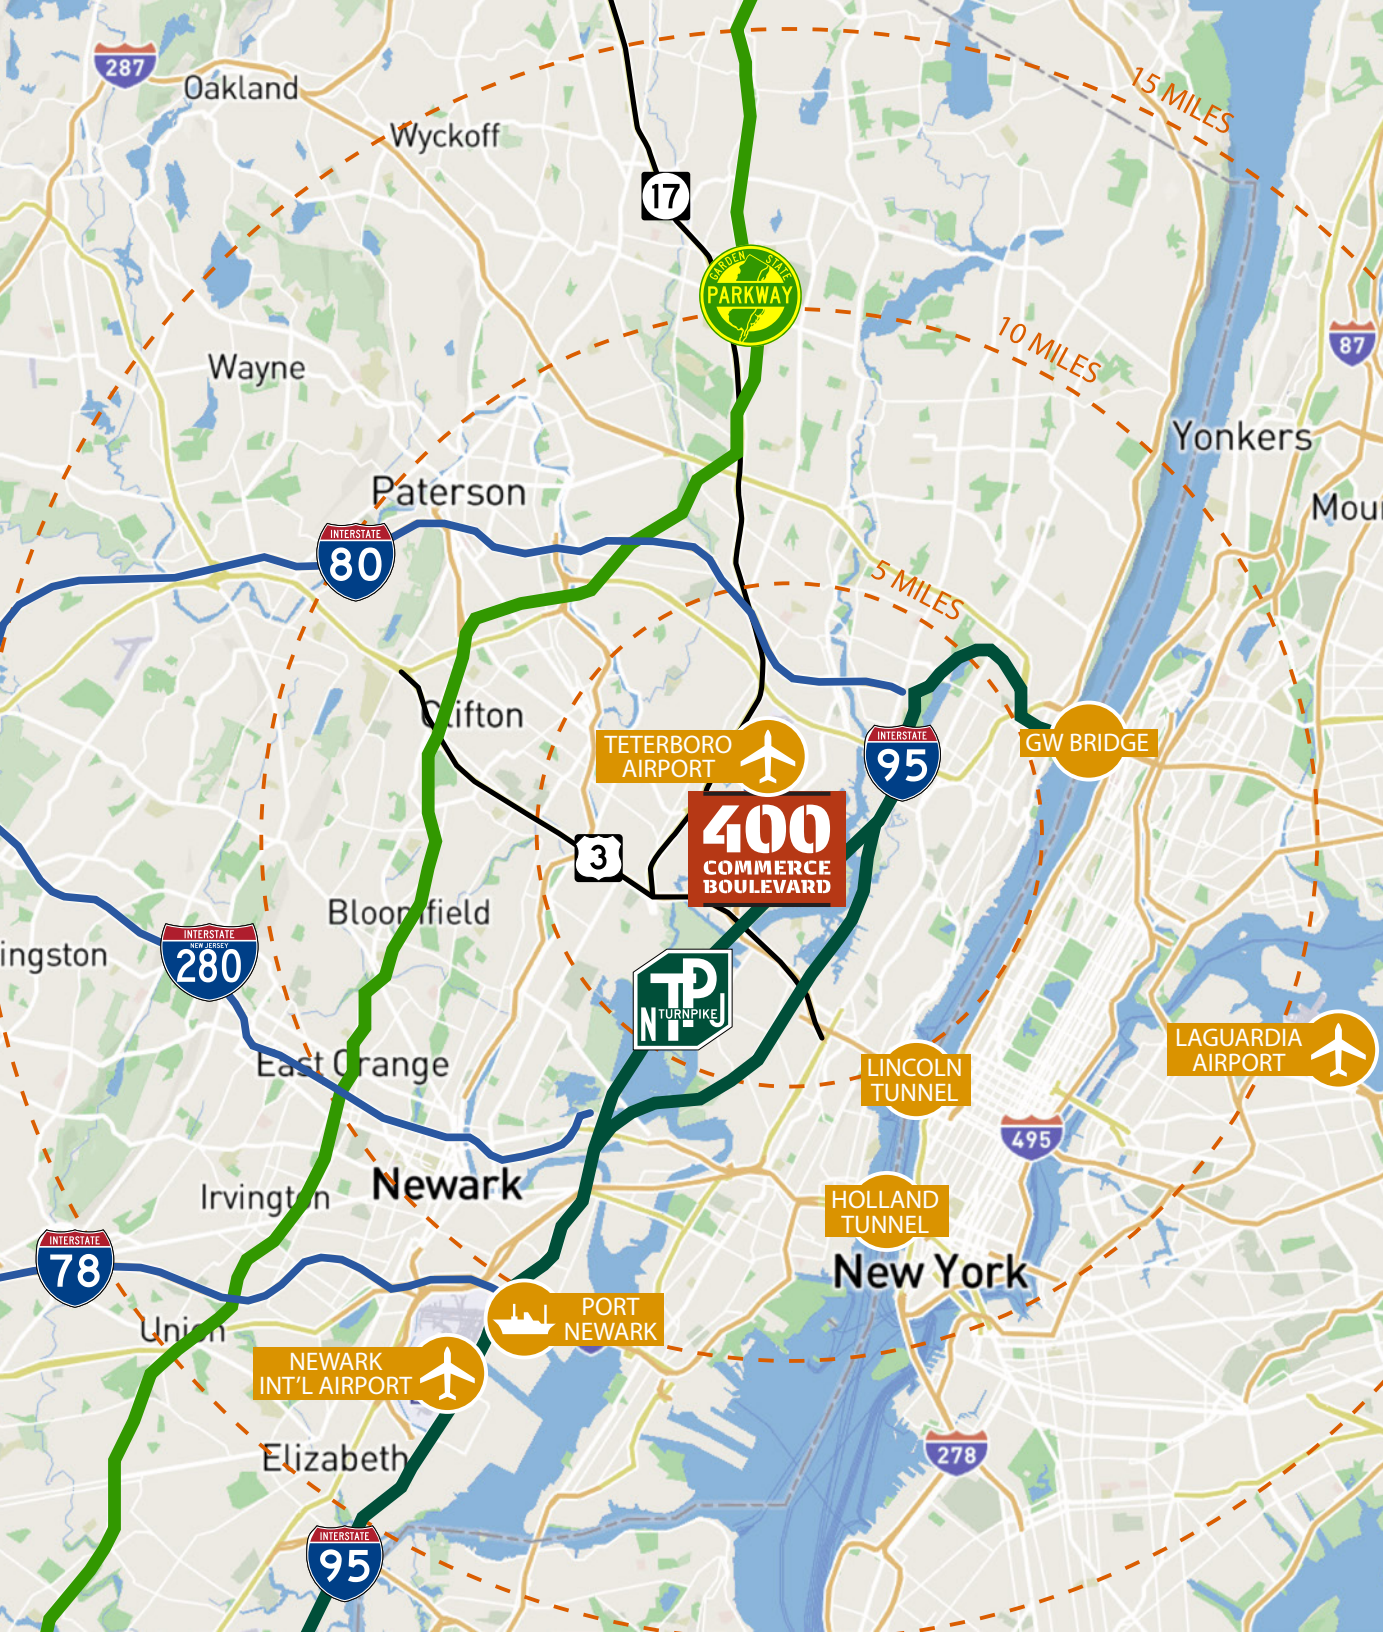 287
Oakland
Wyckoff
15 MILES
17
GARDEN STATE
PARKWAY
10 MILES
87
Wayne
Yonkers
Paterson
Mou
INTERSTATE
80
5 MILES
Clifton
TETERBORO
AIRPORT
INTERSTATE
95
GW BRIDGE
400
COMMERCE
BOULEVARD
3
Bloomfield
ingston
INTERSTATE
NEW JERSEY
280
N TP J
TURNPIKE
LAGUARDIA
AIRPORT
East Orange
LINCOLN
TUNNEL
495
Newark
Irvington
HOLLAND
TUNNEL
INTERSTATE
78
New York
Union
PORT
NEWARK
NEWARK
INT'L AIRPORT
Elizabeth
278
INTERSTATE
95